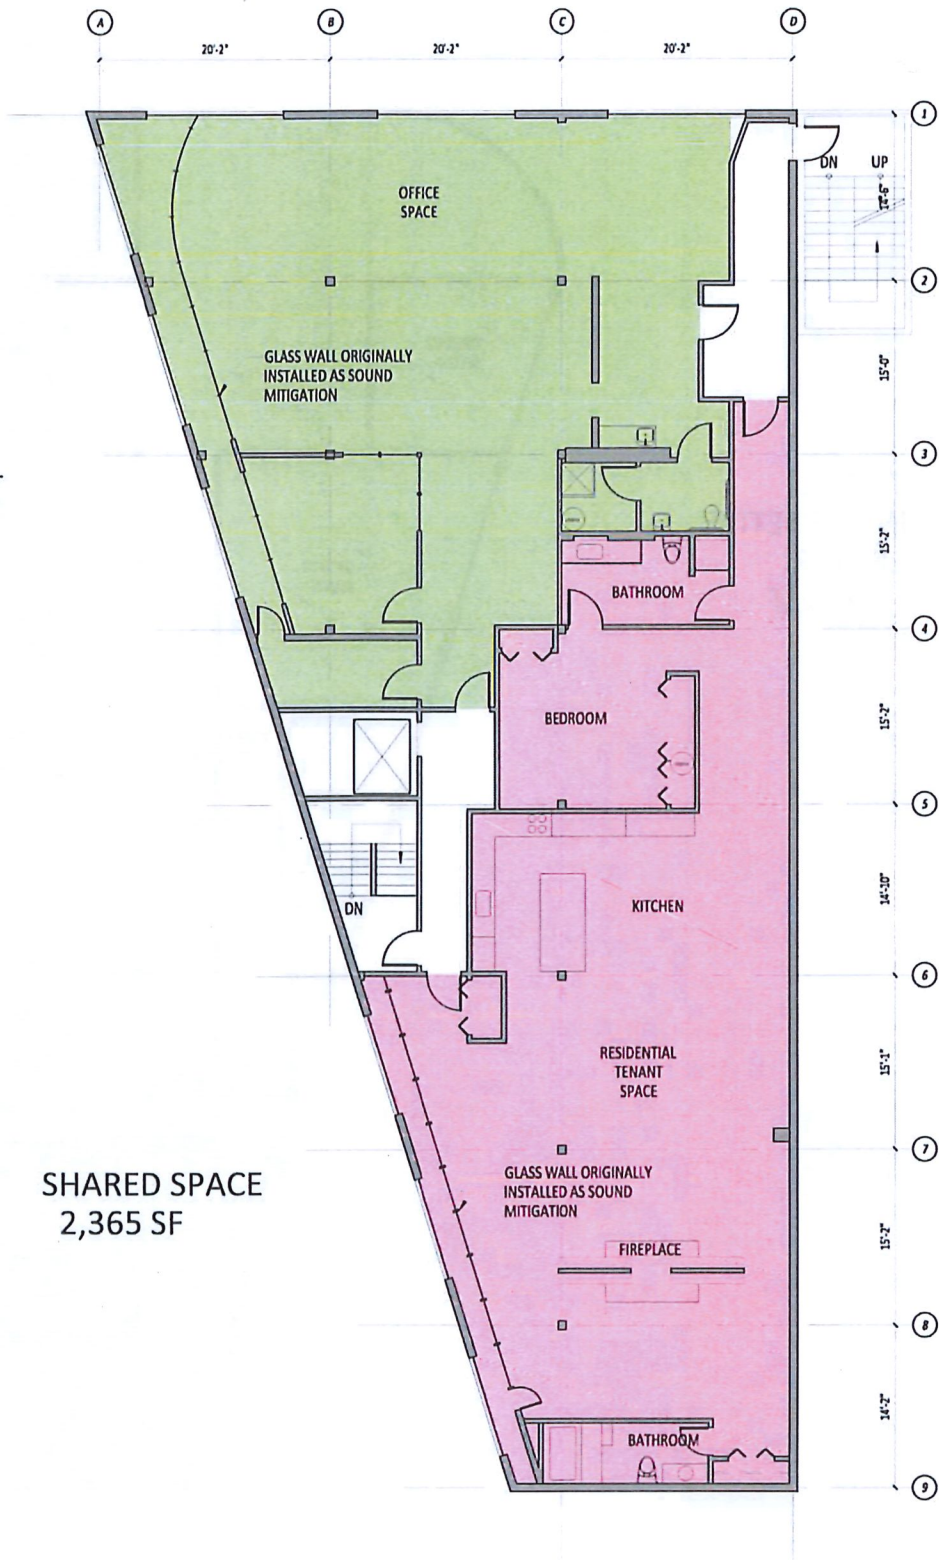 A
B
C
D
20'-2"
20'-2"
20'-2"
1
DN
UP
14'-6"
OFFICE
SPACE
2
GLASS WALL ORIGINALLY
INSTALLED AS SOUND
MITIGATION
15'-0"
3
15'-2"
BATHROOM
4
BEDROOM
15'-2"
5
14'-10"
DN
KITCHEN
6
RESIDENTIAL
TENANT
SPACE
15'-1"
7
GLASS WALL ORIGINALLY
INSTALLED AS SOUND
MITIGATION
SHARED SPACE
2,365 SF
15'-2"
FIREPLACE
8
14'-2"
BATHROOM
9